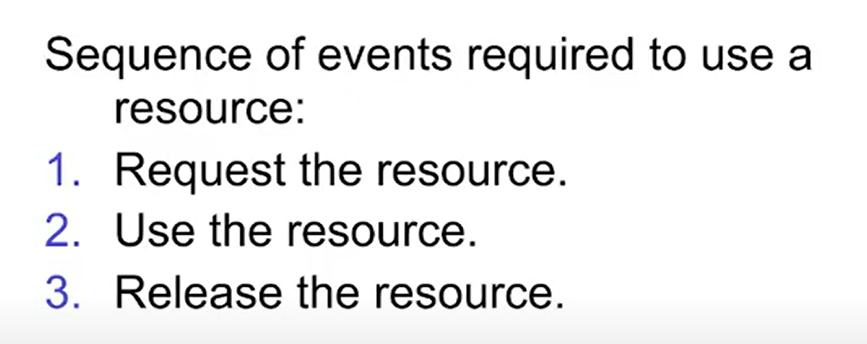 Sequence of events required to use a
resource:
1. Request the resource.
2. Use the resource.
3. Release the resource.